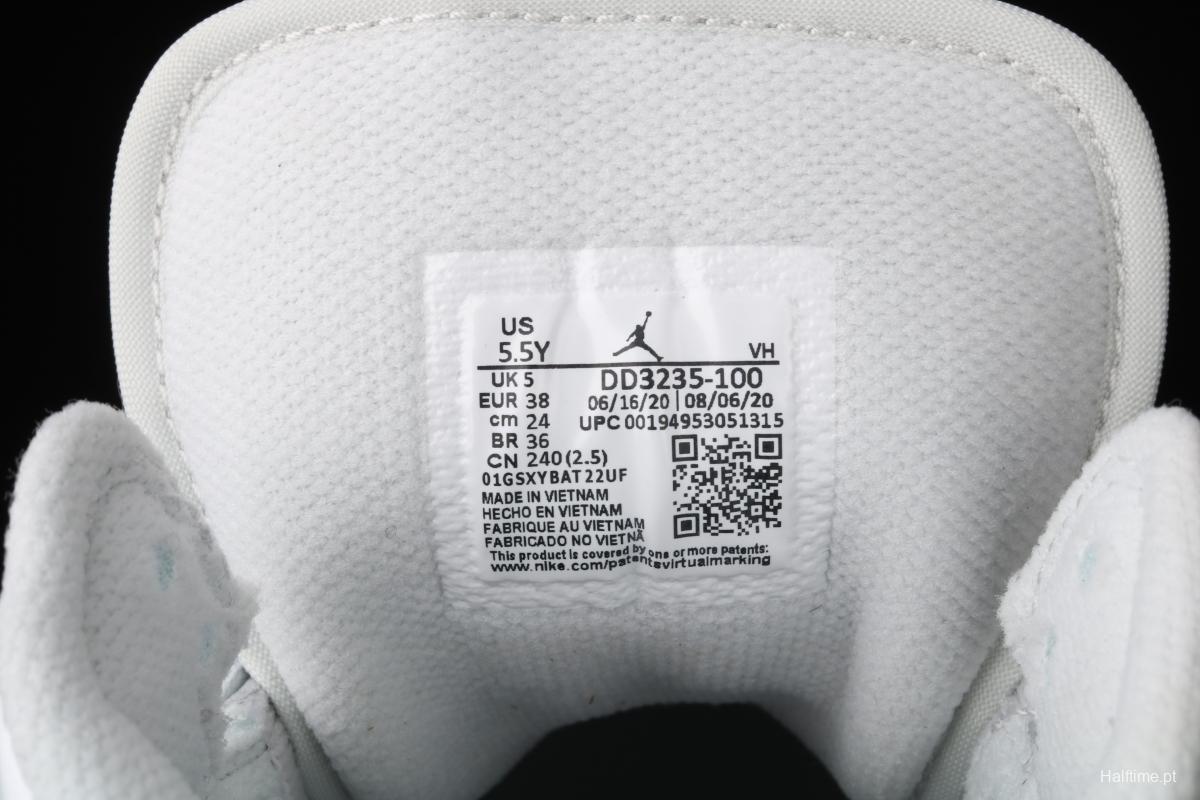 US
5.5Y
VH
UK 5
DD3235-100
EUR 38
06/16/20 | 08/06/20
cm 24
UPC 00194953051315
BR 36
CN 240 (2.5)
01GSXYBAT22UF
MADE IN VIETNAM
HECHO EN VIETNAM
FABRIQUE AU VIETNAM
FABRICADO NO VIETNÃ
This product is covered by one or more patents:
www.nike.com/patentsvirtualmarking
Halftime.pt